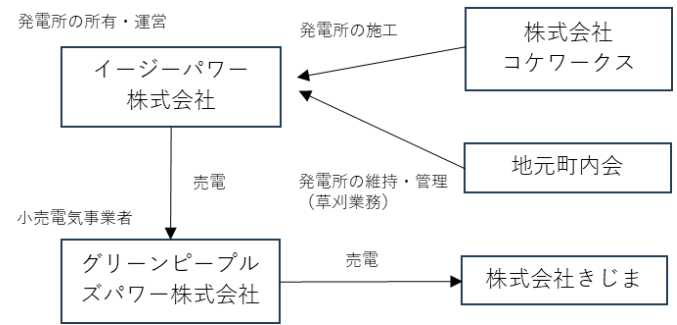 発電所の所有・運営
イージーパワー
株式会社
発電所の施工
株式会社
コケワークス
地元町内会
発電所の維持・管理
（草刈業務）
売電
小売電気事業者
グリーンピープル
ズパワー株式会社
売電
株式会社きじま